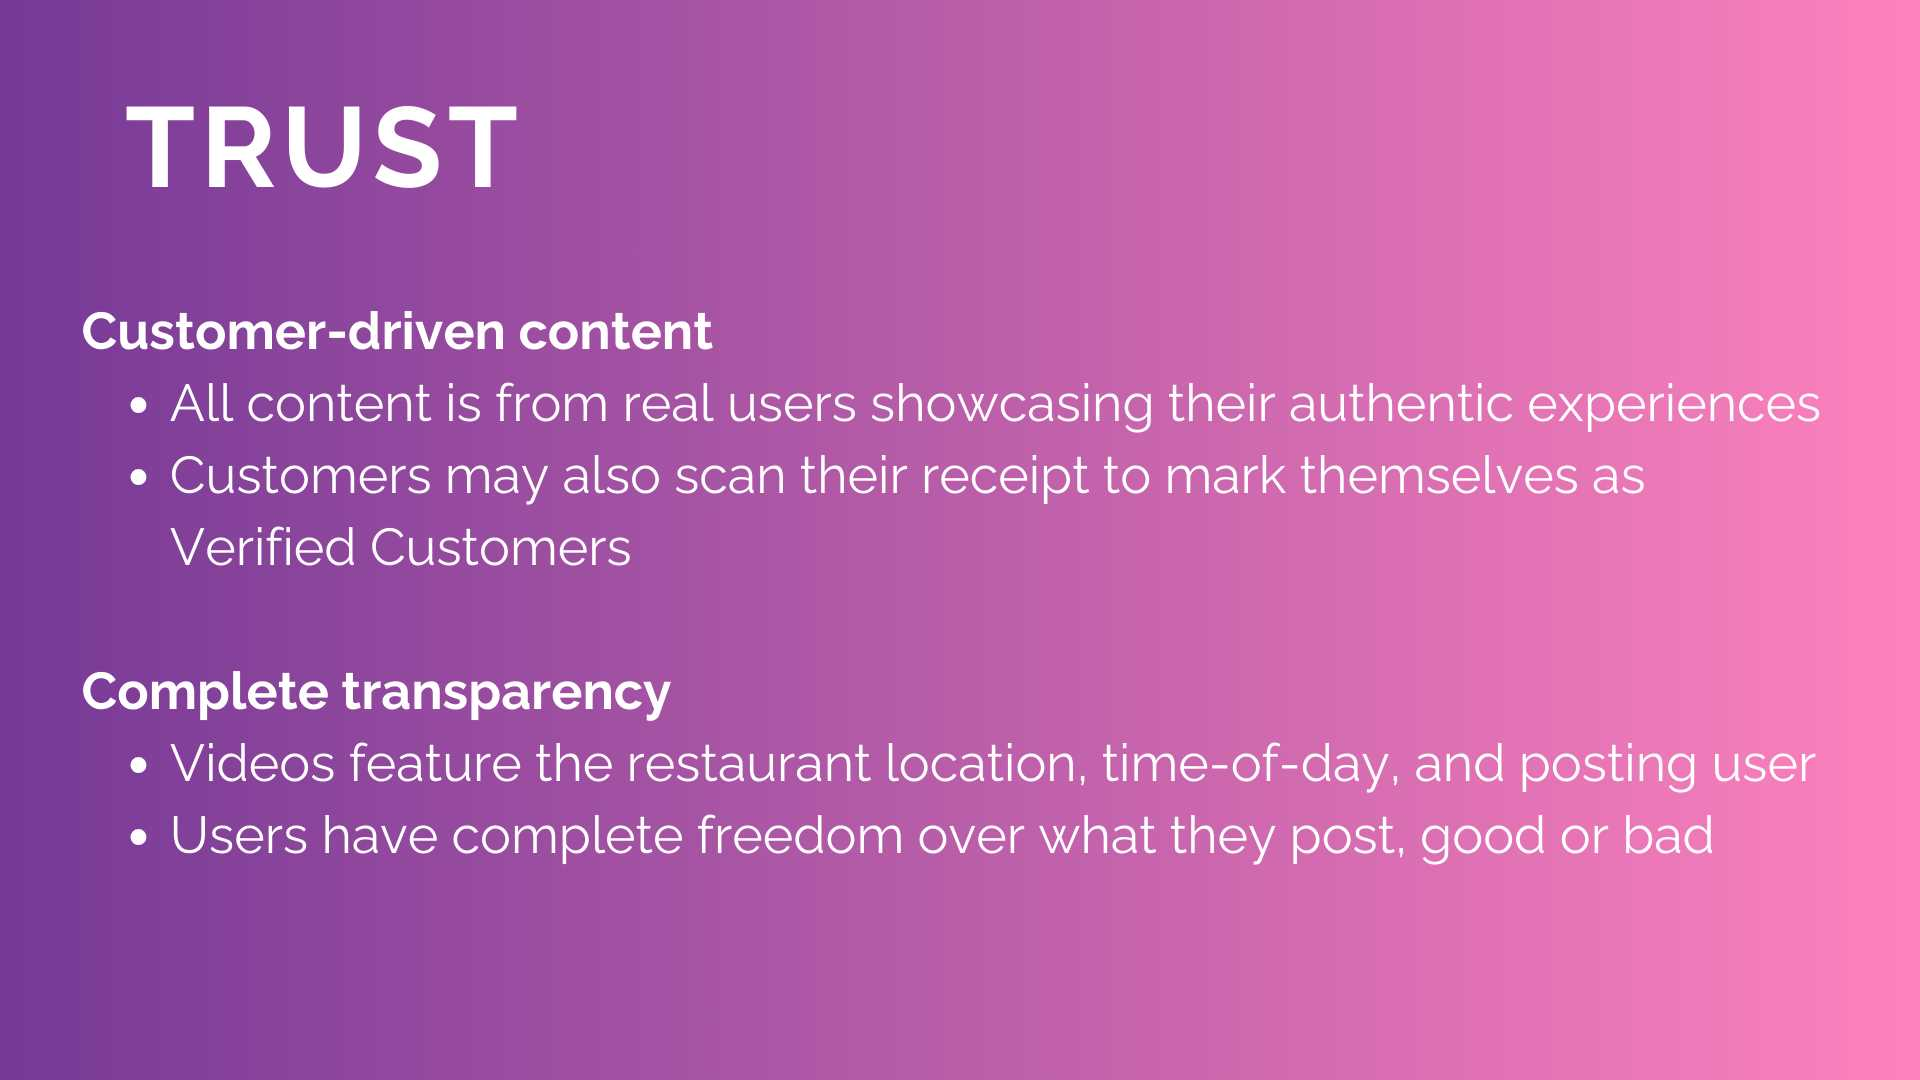 TRUST
Customer-driven content
• All content is from real users showcasing their authentic experiences
• Customers may also scan their receipt to mark themselves as
Verified Customers
Complete transparency
• Videos feature the restaurant location, time-of-day, and posting user
• Users have complete freedom over what they post, good or bad